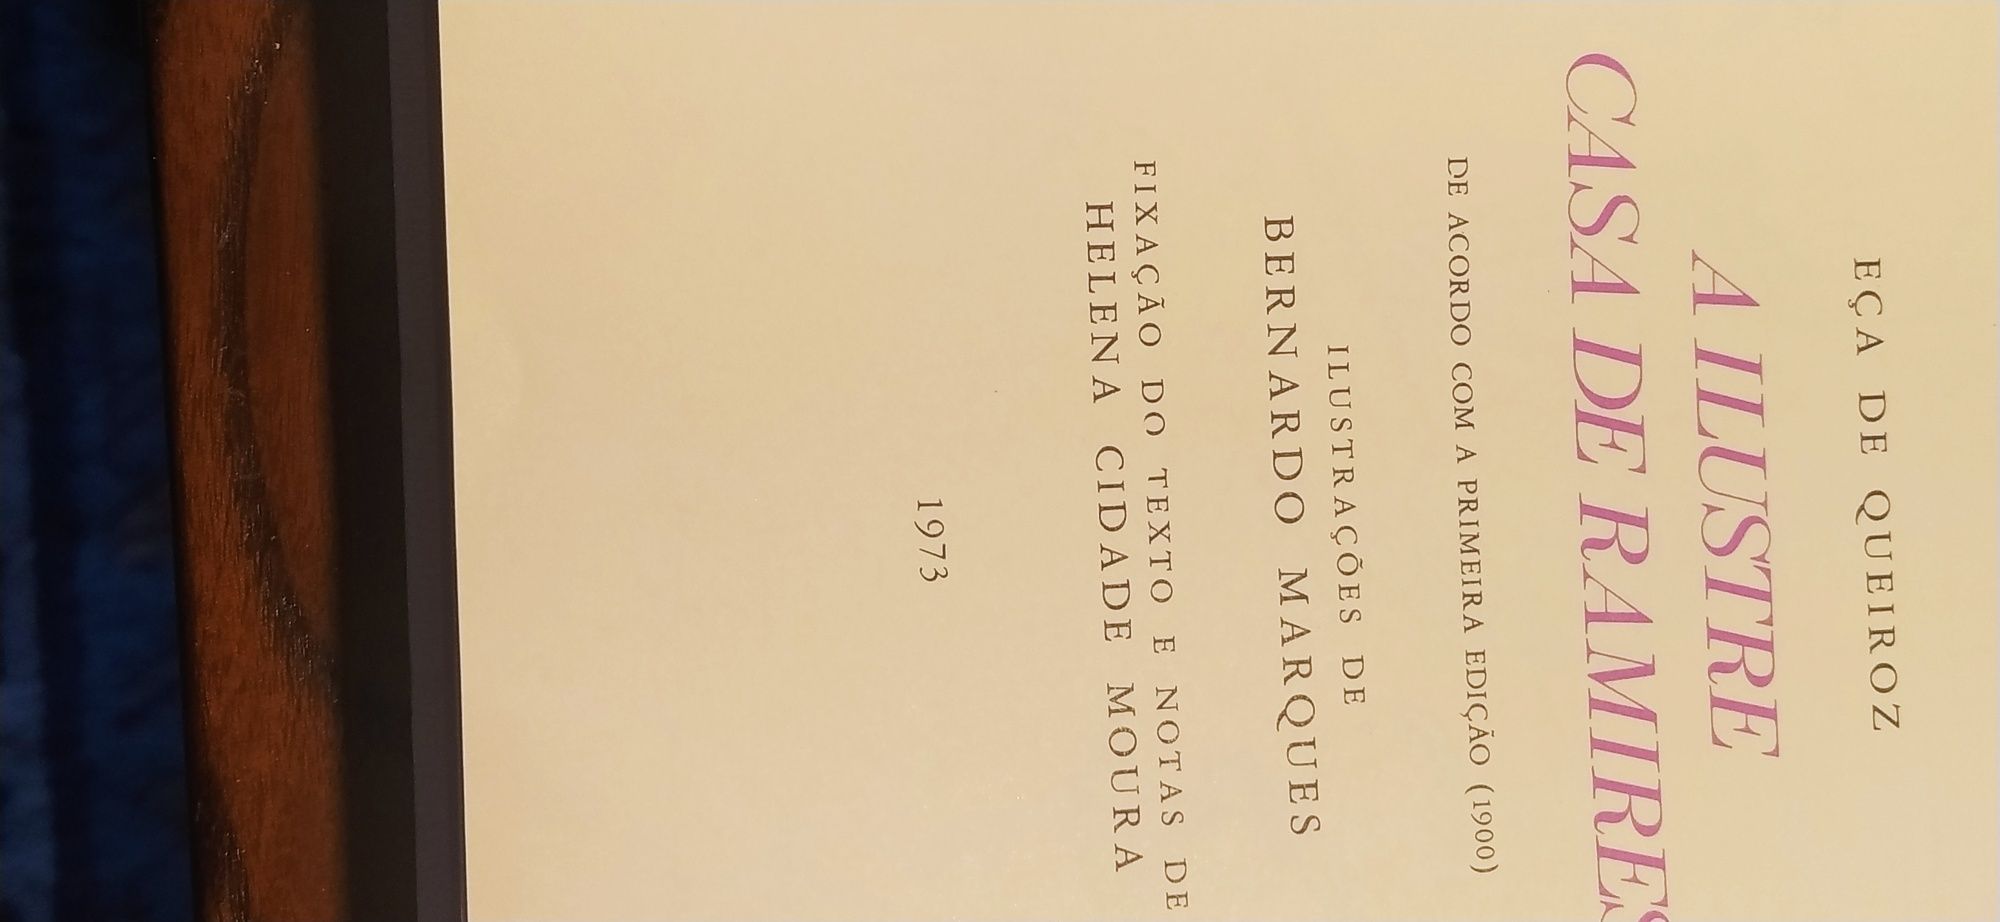 EÇA DE QUEIROZ
A ILUSTRE
CASA DE RAMIRES
DE ACORDO COM A PRIMEIRA EDIÇÃO (1900)
ILUSTRAÇÕES DE
BERNARDO MARQUES
FIXAÇÃO DO TEXTO E NOTAS DE
HELENA CIDADE MOURA
1973